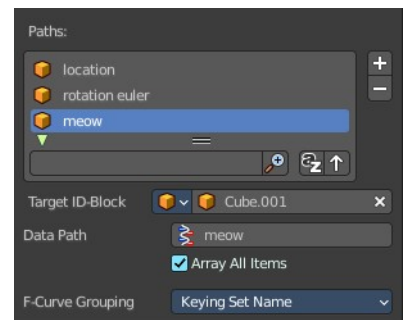 Paths:
location
rotation euler
meow
Target ID-Block Cube.001
Data Path meow
Array All Items
F-Curve Grouping Keying Set Name